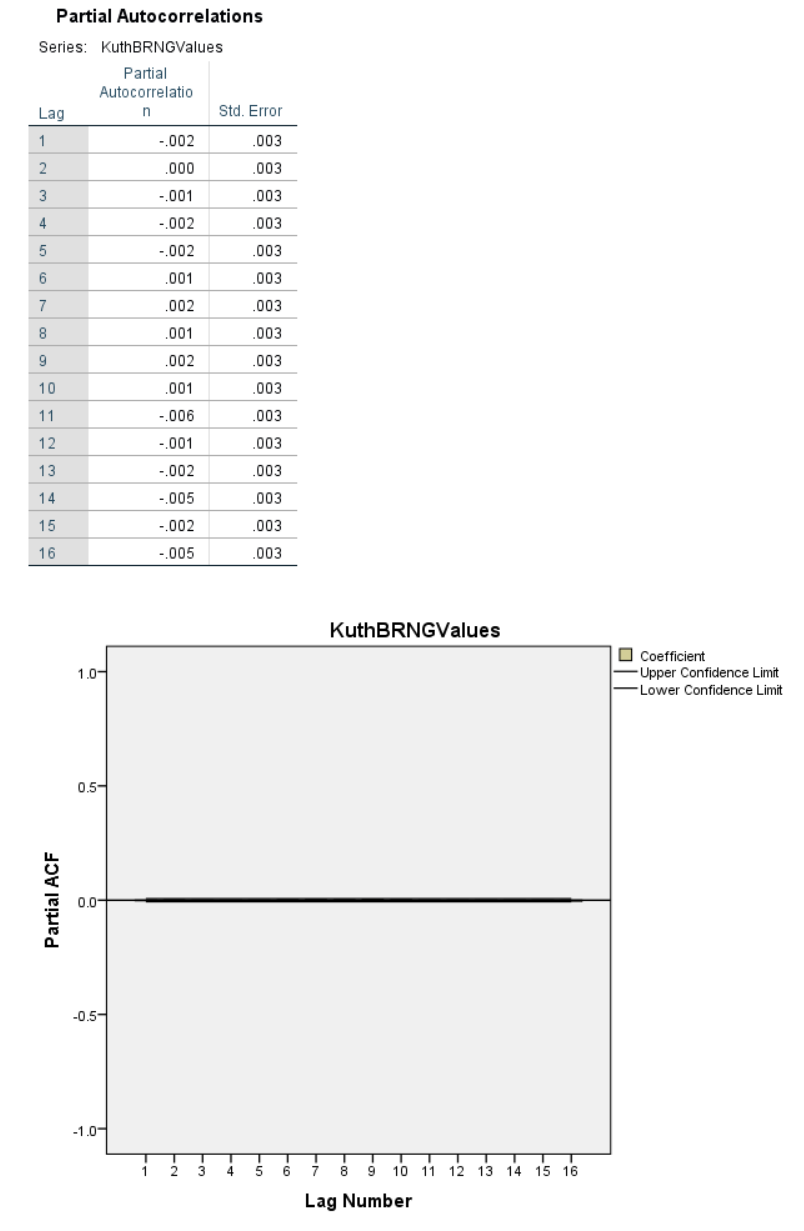 Partial Autocorrelations
Series: KuthBRNGValues
Partial
Autocorrelatio
Lag n Std. Error
1 -.002 .003
2 .000 .003
3 -.001 .003
4 -.002 .003
5 -.002 .003
6 .001 .003
7 .002 .003
8 .001 .003
9 .002 .003
10 .001 .003
11 -.006 .003
12 -.001 .003
13 -.002 .003
14 -.005 .003
15 -.002 .003
16 -.005 .003
KuthBRNGValues
Coefficient
Upper Confidence Limit
Lower Confidence Limit
1.0
0.5
0.0
-0.5
-1.0
Partial ACF
1 2 3 4 5 6 7 8 9 10 11 12 13 14 15 16
Lag Number